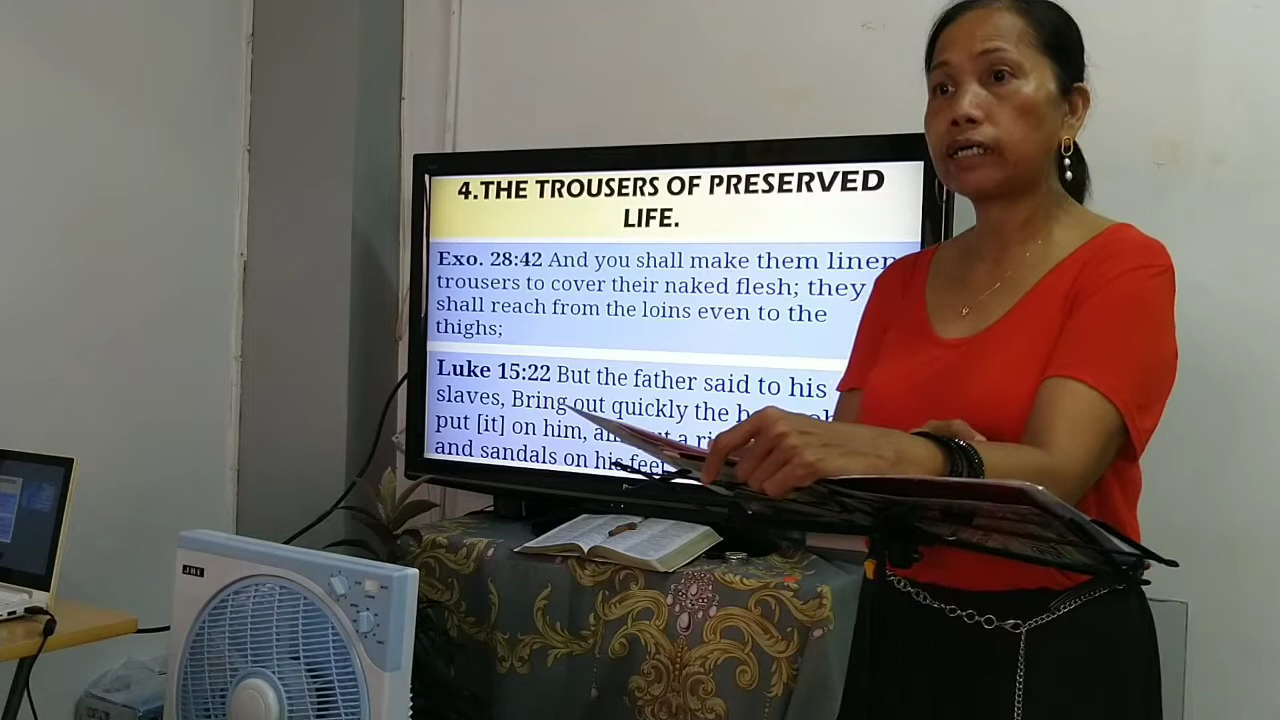 4.THE TROUSERS OF PRESERVED
LIFE.
Exo. 28:42 And you shall make them linen
trousers to cover their naked flesh; they
shall reach from the loins even to the
thighs;
Luke 15:22 But the father said to his
slaves, Bring out quickly the
put [it] on him,
and sandals on his feet
JHL